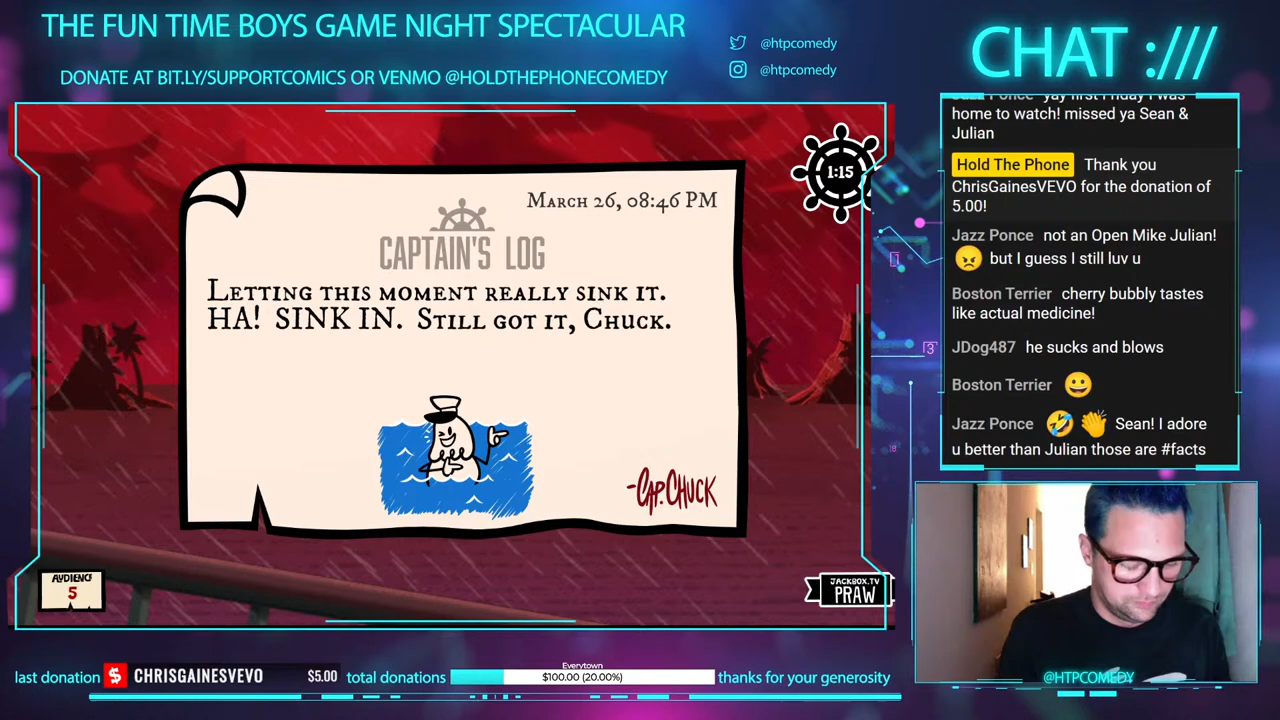 THE FUN TIME BOYS GAME NIGHT SPECTACULAR
DONATE AT BIT.LY/SUPPORTCOMICS OR VENMO @HOLDTHEPHONECOMEDY
@htpcomedy
@htpcomedy
CHAT ://
1:15
March 26, 08:46 PM
CAPTAIN'S LOG
Letting this moment really sink it.
HA! SINK IN. Still got it, Chuck.
-CAP. CHUCK
AUDIENCE
5
JACKBOX.TV
PRAW
Jazz Ponce yay first Friday I was
home to watch! missed ya Sean &
Julian
Hold The Phone Thank you
ChrisGainesVEVO for the donation of
5.00!
Jazz Ponce not an Open Mike Julian!
😠 but I guess I still luv u
Boston Terrier cherry bubbly tastes
like actual medicine!
JDog487 he sucks and blows
Boston Terrier 😀
Jazz Ponce 🤣 👏 Sean! I adore
u better than Julian those are #facts
@HTPCOMEDY
last donation $ CHRISGAINESVEVO $5.00 total donations
Everytown
$100.00 (20.00%)
thanks for your generosity